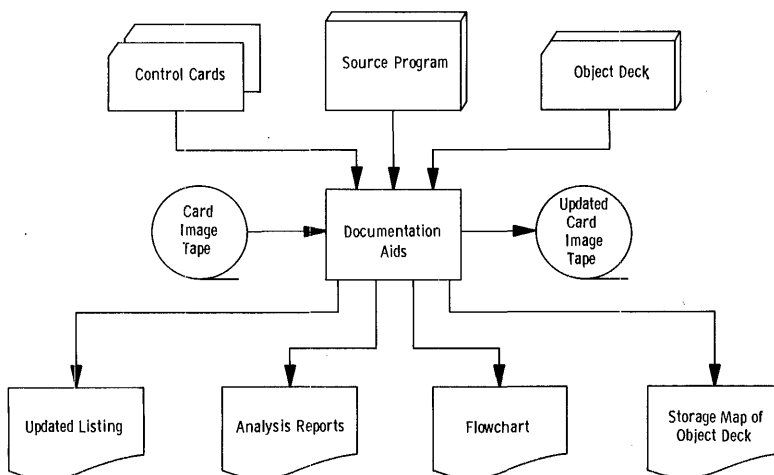 Control Cards
Source Program
Object Deck
Card
Image
Tape
Documentation
Aids
Updated
Card
Image
Tape
Updated Listing
Analysis Reports
Flowchart
Storage Map of
Object Deck